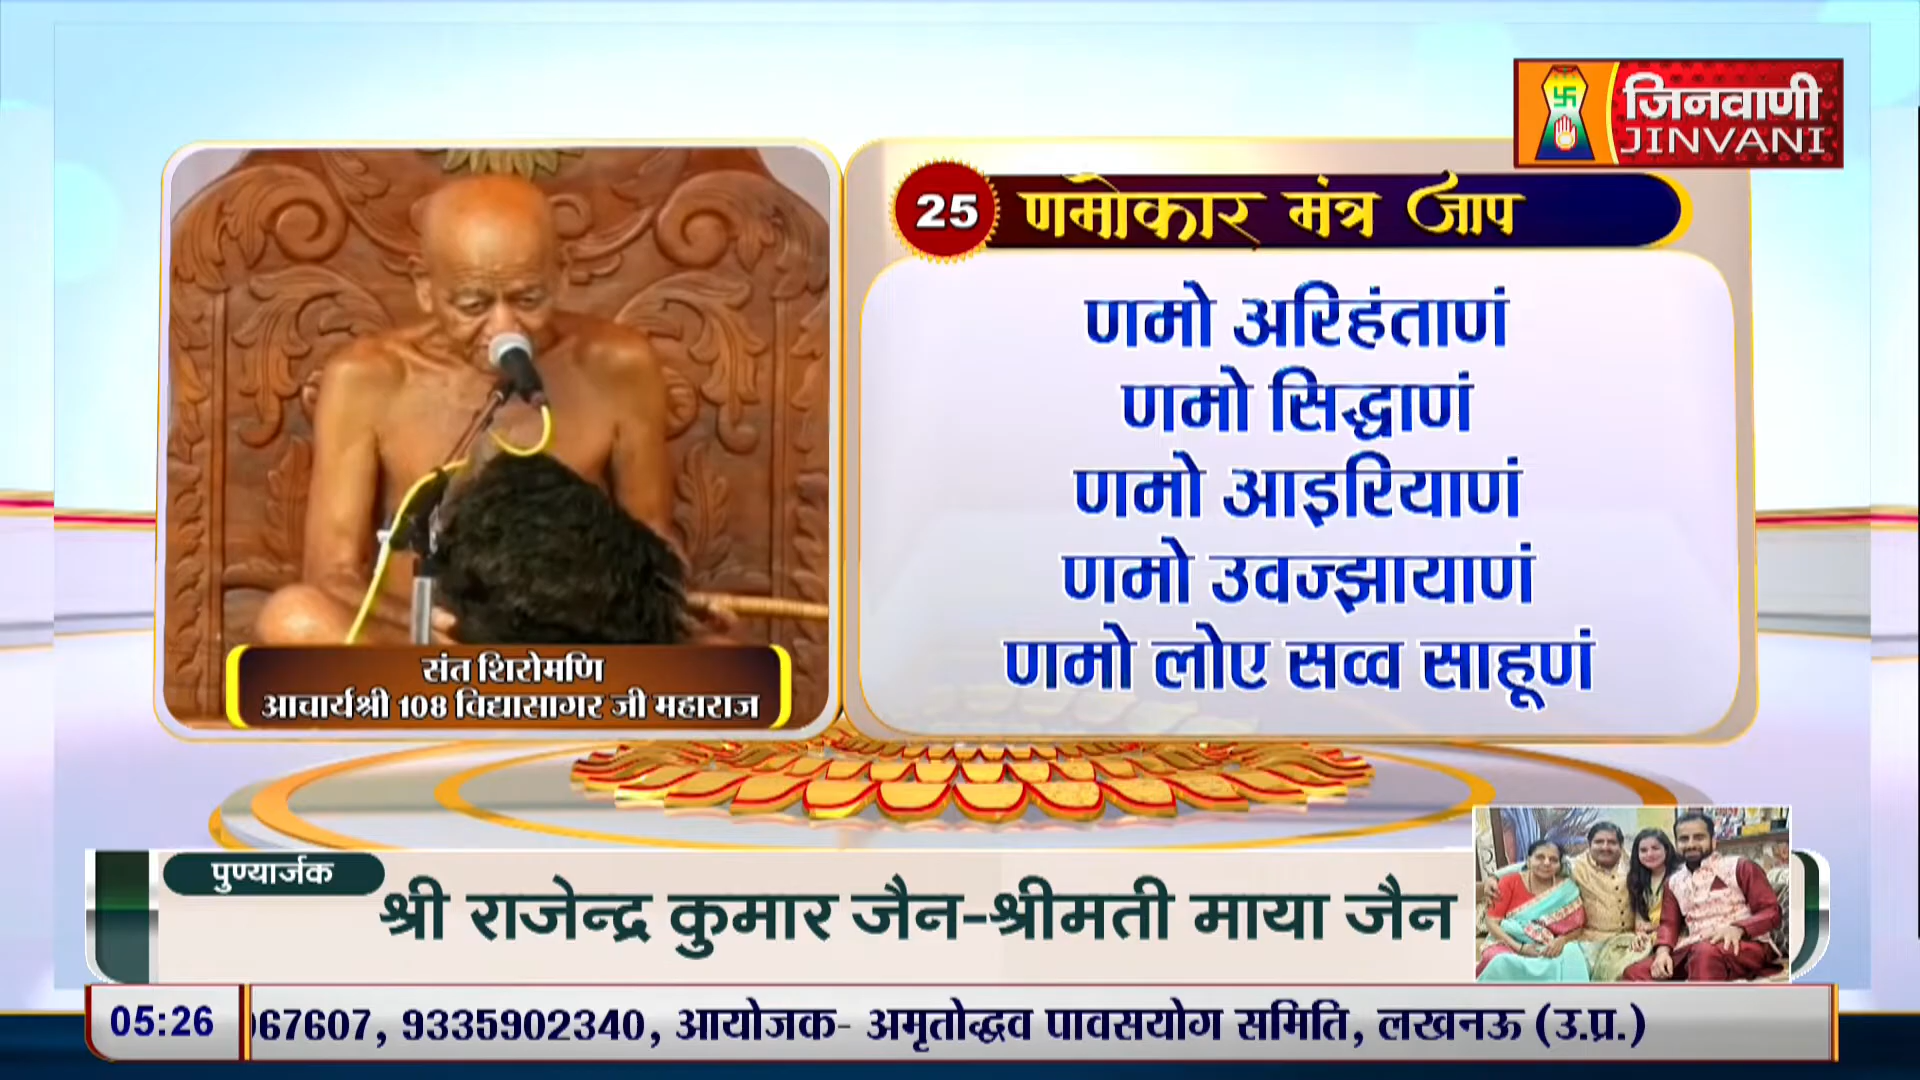 जिनवाणी
JINVANI
25 णमोकार मंत्र जाप
णमो अरिहंताणं
णमो सिद्धाणं
णमो आइरियाणं
णमो उवज्झायाणं
णमो लोए सव्व साहूणं
संत शिरोमणि
आचार्यश्री 108 विद्यासागर जी महाराज
पुण्यार्जक
श्री राजेन्द्र कुमार जैन-श्रीमती माया जैन
05:26 67607, 9335902340, आयोजक- अमृतोद्भव पावसयोग समिति, लखनऊ (उ.प्र.)